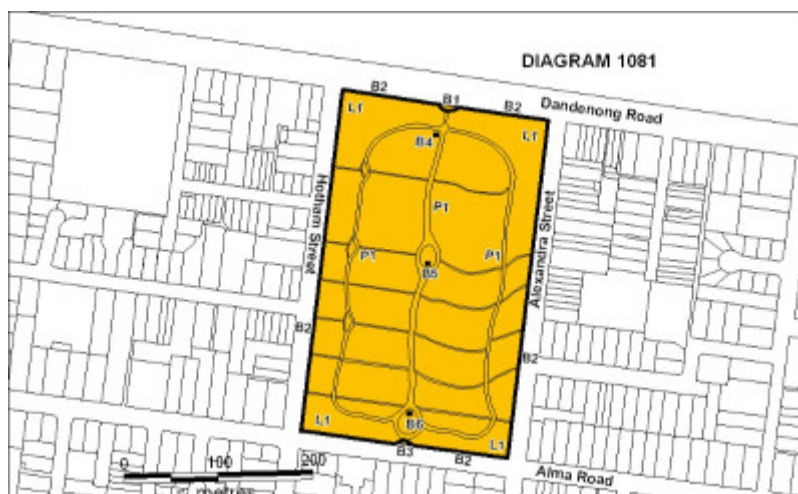 DIAGRAM 1081
B2
B1
B2
Dandenong Road
L1
L1
B4
Hotham Street
P1
Alexandra Street
P1
P1
B5
B2
B2
L1
B6
L1
B3
B2
Alma Road
0
100
200
metres